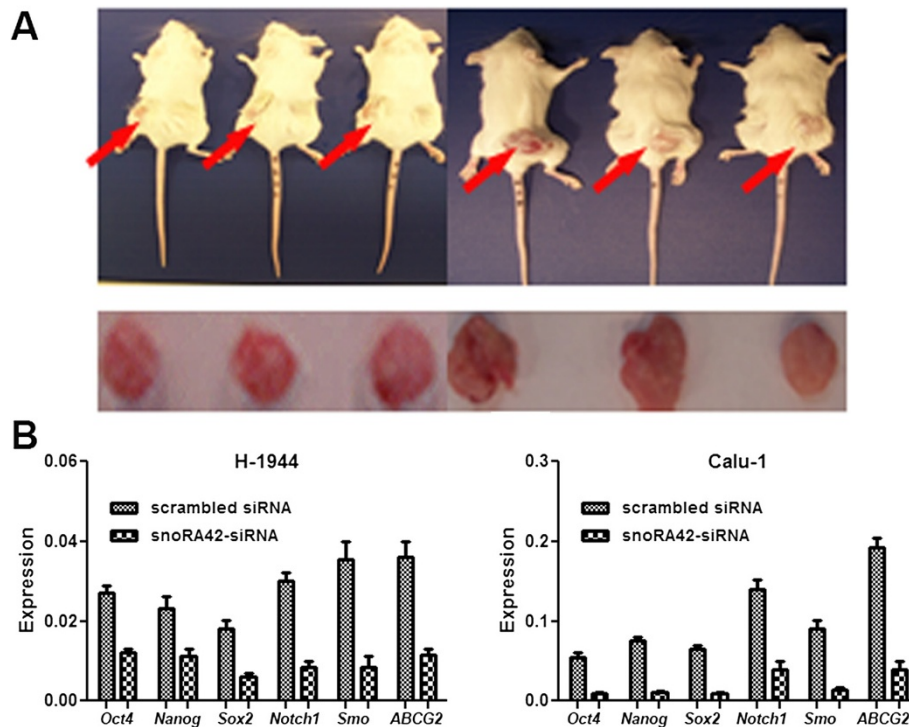 A
B
H-1944
0.06
0.04
0.02
0.00
Expression
scrambled siRNA
snoRA42-siRNA
Oct4 Nanog Sox2 Notch1 Smo ABCG2
Calu-1
0.3
0.2
0.1
0.0
Expression
scrambled siRNA
snoRA42-siRNA
Oct4 Nanog Sox2 Notch1 Smo ABCG2